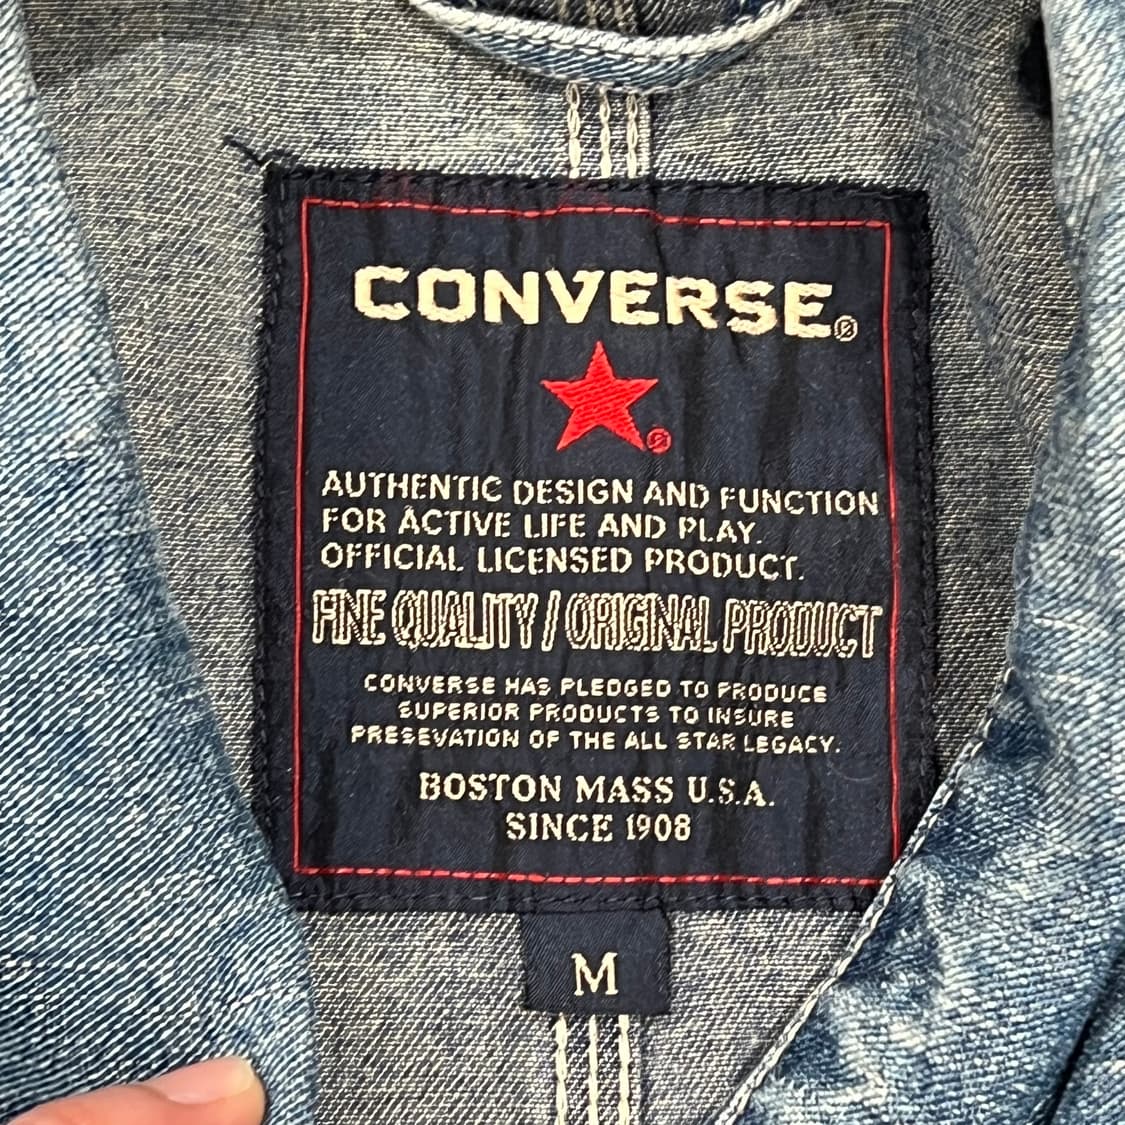 CONVERSE®
®
AUTHENTIC DESIGN AND FUNCTION
FOR ACTIVE LIFE AND PLAY.
OFFICIAL LICENSED PRODUCT.
FINE QUALITY / ORIGINAL PRODUCT
CONVERSE HAS PLEDGED TO PRODUCE
SUPERIOR PRODUCTS TO INSURE
PRESEVATION OF THE ALL STAR LEGACY.
BOSTON MASS U.S.A.
SINCE 1908
M